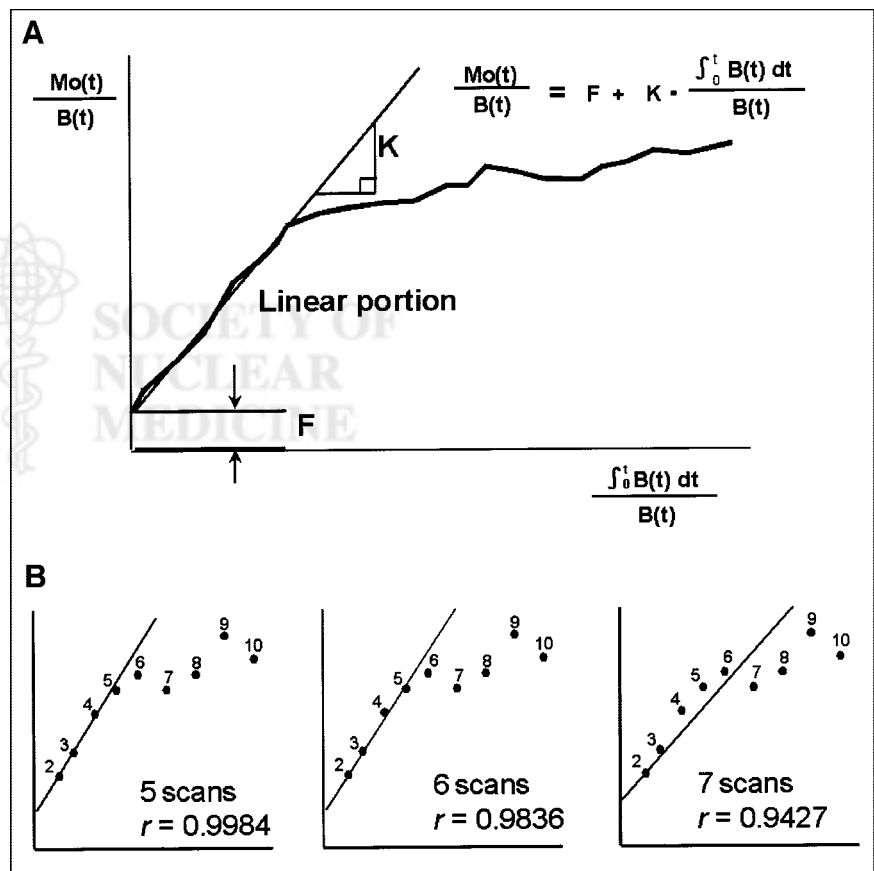 A
Mo(t)
B(t)
Mo(t)
B(t)
= F + K · ∫₀ᵗ B(t) dt
B(t)
K
Linear portion
SOCIETY OF
NUCLEAR
MEDICINE
F
∫₀ᵗ B(t) dt
B(t)
B
2 3 4 5 6 7 8 9 10
5 scans
r = 0.9984
2 3 4 5 6 7 8 9 10
6 scans
r = 0.9836
2 3 4 5 6 7 8 9 10
7 scans
r = 0.9427